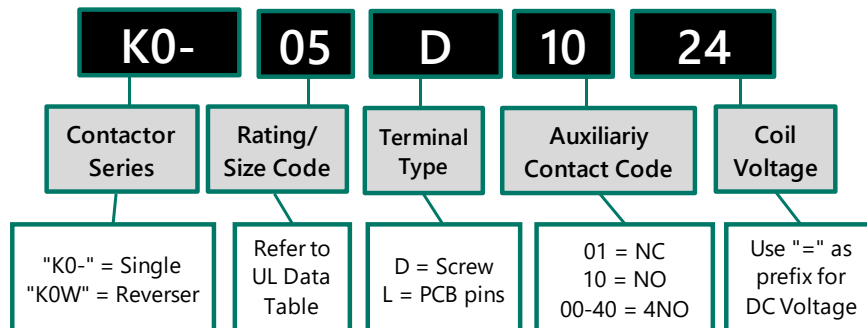 K0- 05 D 10 24
Contactor
Series
Rating/
Size Code
Terminal
Type
Auxiliariy
Contact Code
Coil
Voltage
"K0-" = Single
"K0W" = Reverser
Refer to
UL Data
Table
D = Screw
L = PCB pins
01 = NC
10 = NO
00-40 = 4NO
Use "=" as
prefix for
DC Voltage